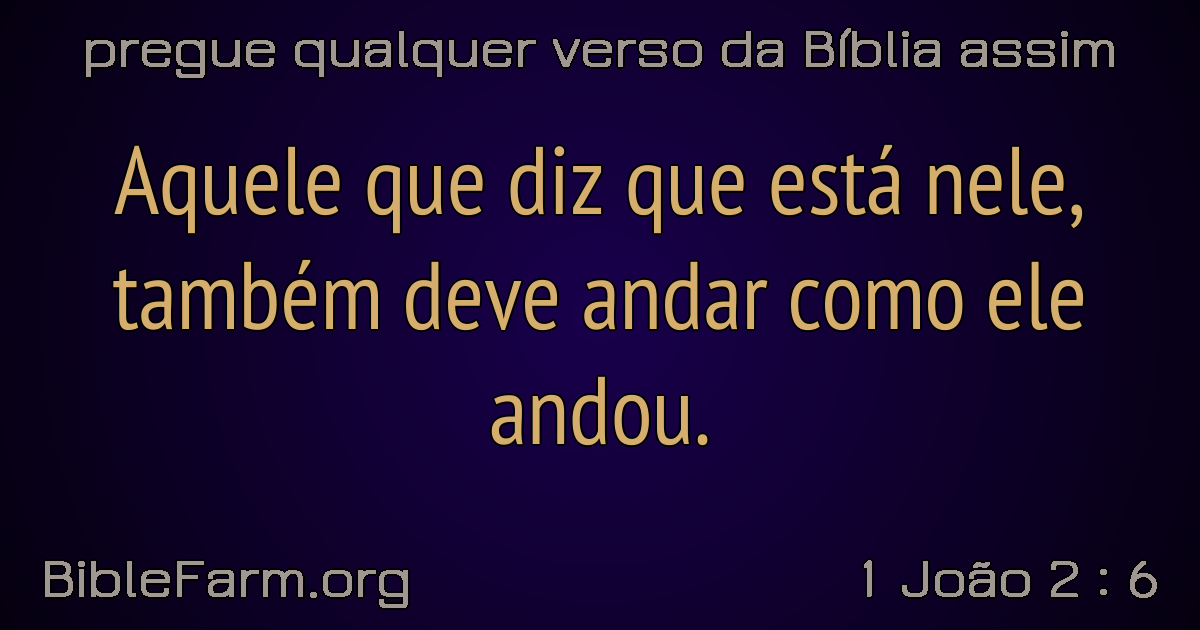 pregue qualquer verso da Bíblia assim
Aquele que diz que está nele,
também deve andar como ele
andou.
BibleFarm.org
1 João 2 : 6